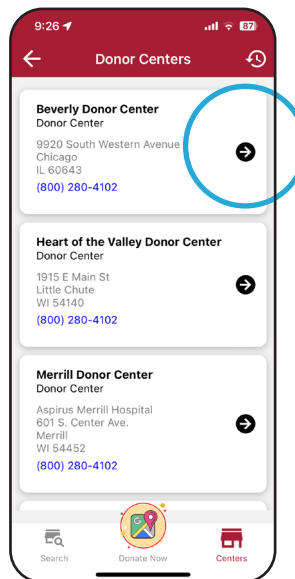 9:26
87
Donor Centers
Beverly Donor Center
Donor Center
9920 South Western Avenue
Chicago
IL 60643
(800) 280-4102
Heart of the Valley Donor Center
Donor Center
1915 E Main St
Little Chute
WI 54140
(800) 280-4102
Merrill Donor Center
Donor Center
Aspirus Merrill Hospital
601 S. Center Ave.
Merrill
WI 54452
(800) 280-4102
Search
Donate Now
Centers